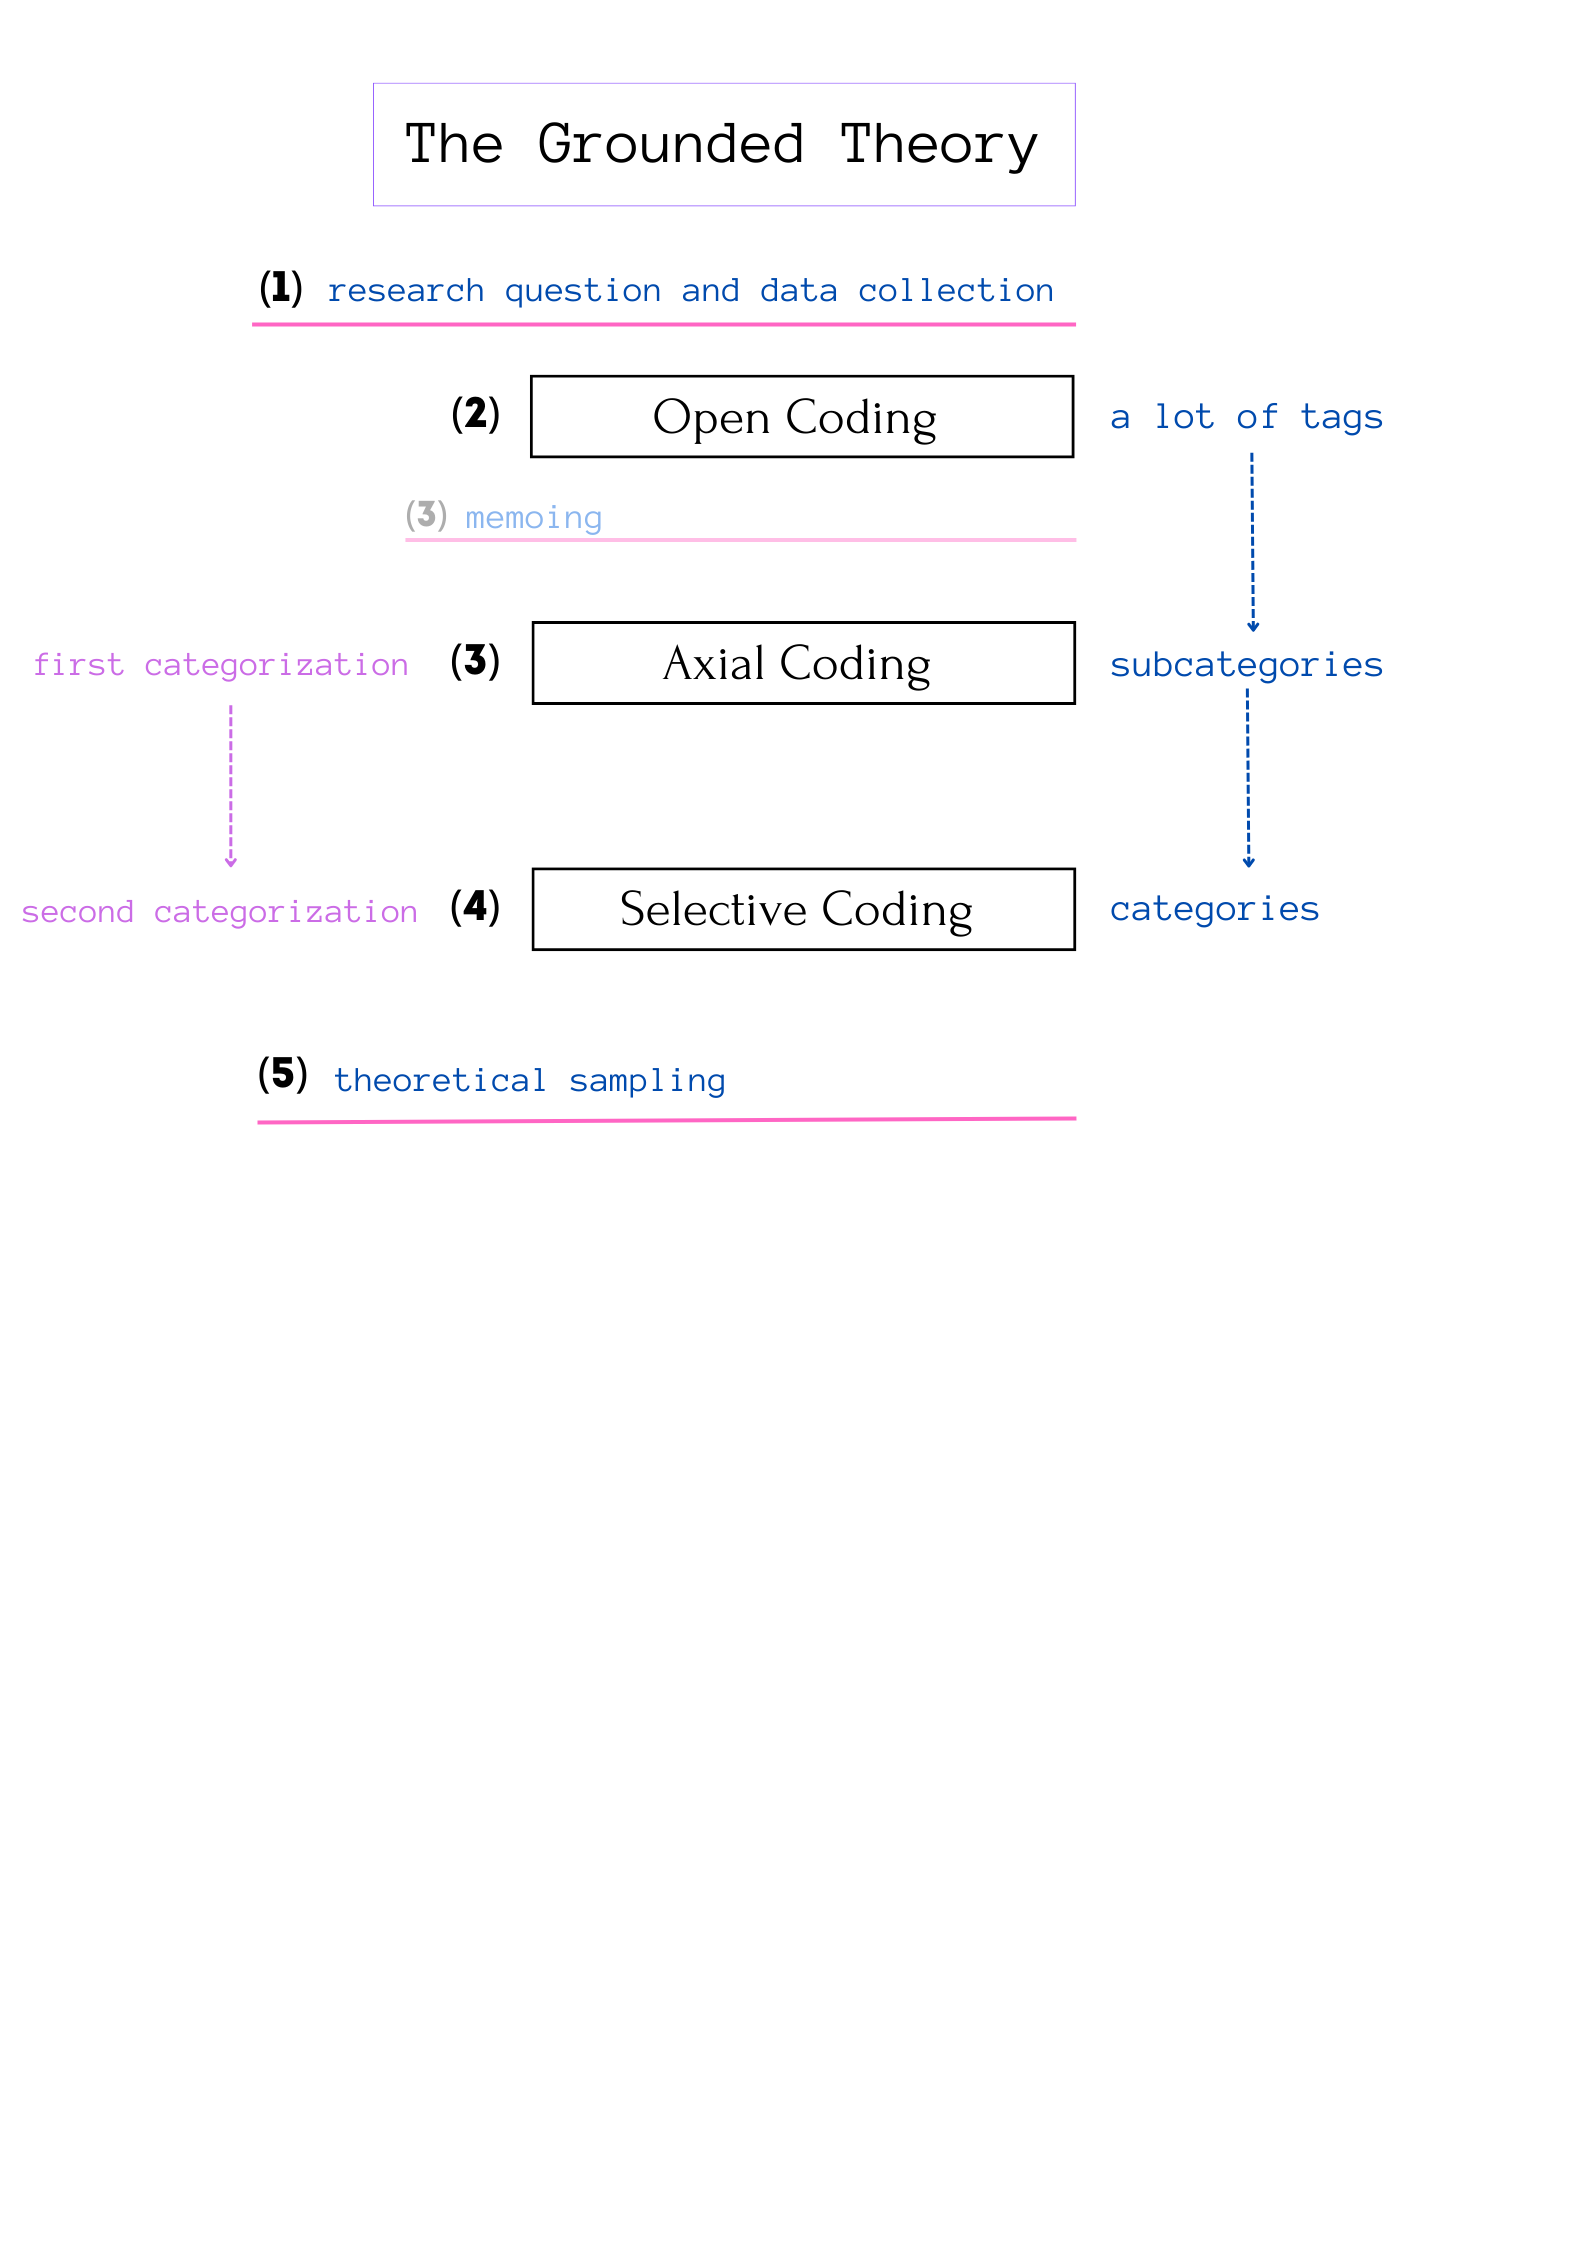 The Grounded Theory
(1) research question and data collection
(2) Open Coding a lot of tags
(3) memoing
first categorization (3) Axial Coding subcategories
second categorization (4) Selective Coding categories
(5) theoretical sampling